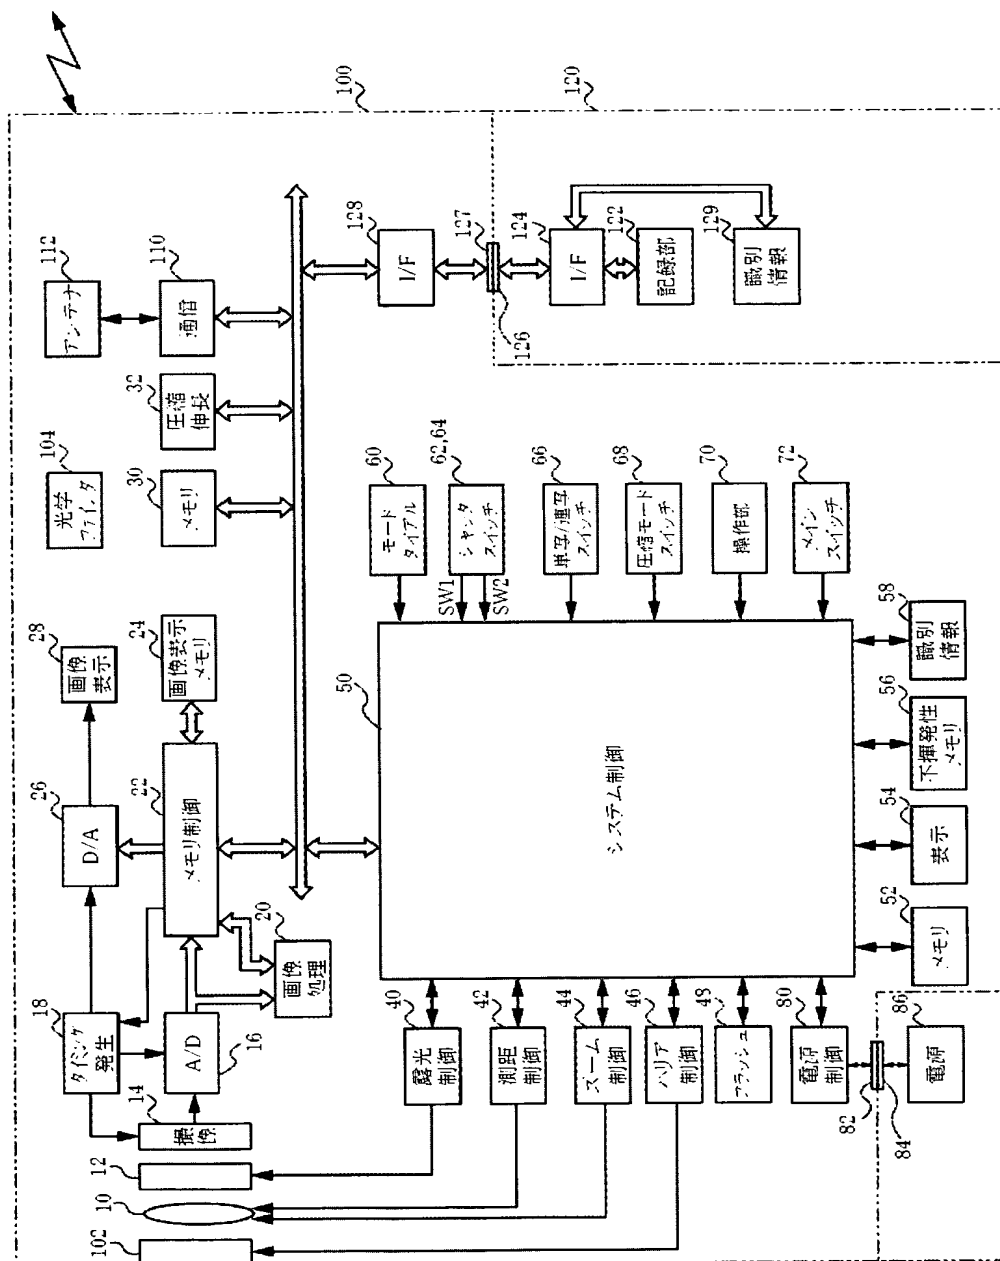 102
10
12
14
撮
像
18
タイミング
発生
26
D/A
28
画像
表示
104
光学
ファインダ
112
アンテナ
16
A/D
22
メモリ制御
24
画像表示
メモリ
30
メモリ
32
圧縮
伸長
110
通信
100
20
画像
処理
40
露光
制御
42
測距
制御
44
ズーム
制御
46
バリア
制御
48
フラッシュ
80
電源
制御
82
84
86
電源
50
システム制御
60
モード
ダイアル
62,64
シャッタ
スイッチ
SW1
SW2
66
単写/連写
スイッチ
68
圧縮モード
スイッチ
70
操作部
72
メイン
スイッチ
52
メモリ
54
表示
56
不揮発性
メモリ
58
識別
情報
128
I/F
127
126
120
124
I/F
122
記録部
129
識別
情報